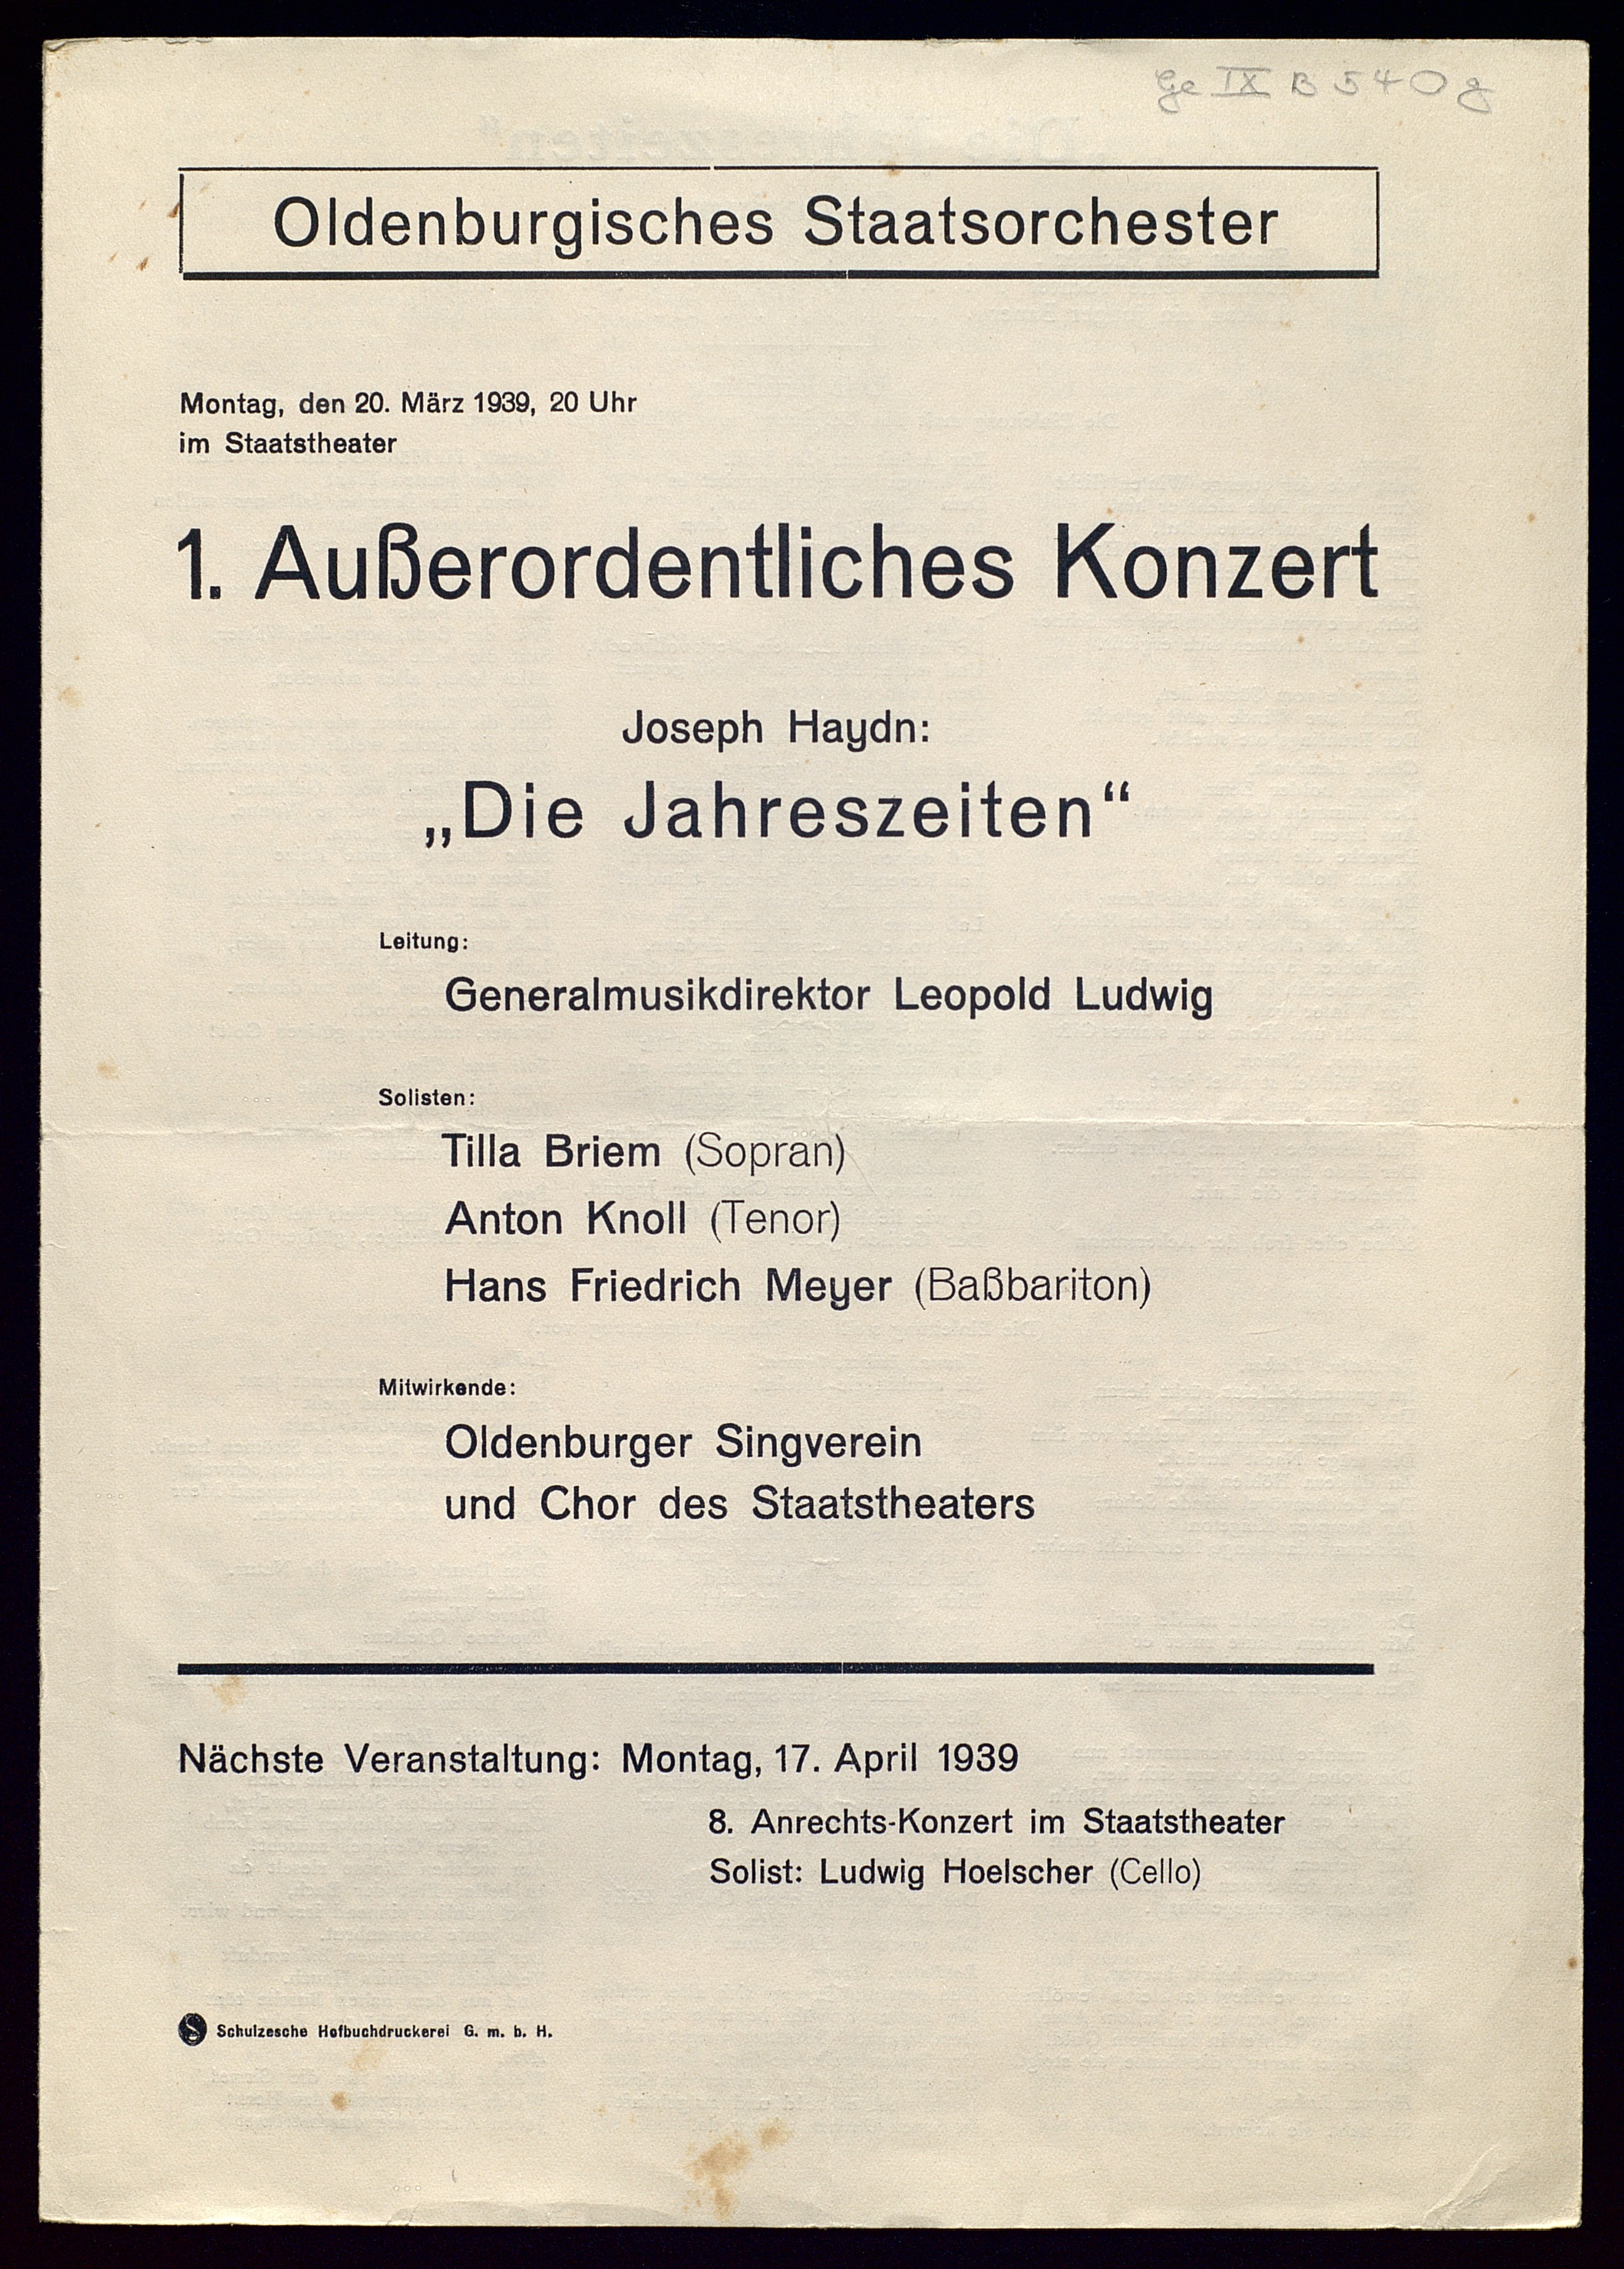 Ge IX B 540 g
Oldenburgisches Staatsorchester
Montag, den 20. März 1939, 20 Uhr
im Staatstheater
1. Außerordentliches Konzert
Joseph Haydn:
„Die Jahreszeiten“
Leitung:
Generalmusikdirektor Leopold Ludwig
Solisten:
Tilla Briem (Sopran)
Anton Knoll (Tenor)
Hans Friedrich Meyer (Baßbariton)
Mitwirkende:
Oldenburger Singverein
und Chor des Staatstheaters
Nächste Veranstaltung: Montag, 17. April 1939
8. Anrechts-Konzert im Staatstheater
Solist: Ludwig Hoelscher (Cello)
S Schulzesche Hofbuchdruckerei G. m. b. H.